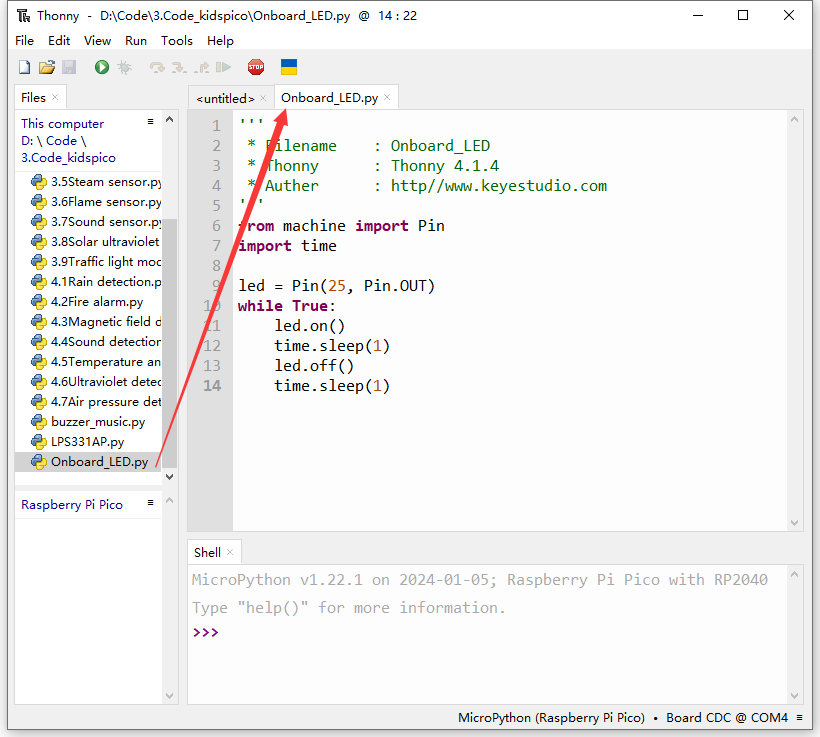 Thonny - D:\Code\3.Code_kidspico\Onboard_LED.py @ 14 : 22
File Edit View Run Tools Help
STOP
Files ×
<untitled> × Onboard_LED.py ×
This computer
D: \ Code \
3.Code_kidspico
3.5Steam sensor.py
3.6Flame sensor.py
3.7Sound sensor.py
3.8Solar ultraviolet
3.9Traffic light mod
4.1Rain detection.p
4.2Fire alarm.py
4.3Magnetic field d
4.4Sound detection
4.5Temperature an
4.6Ultraviolet detec
4.7Air pressure det
buzzer_music.py
LPS331AP.py
Onboard_LED.py
Raspberry Pi Pico
1 '''
2 * Filename : Onboard_LED
3 * Thonny : Thonny 4.1.4
4 * Auther : http//www.keyestudio.com
5 '''
6 from machine import Pin
7 import time
8
9 led = Pin(25, Pin.OUT)
10 while True:
11 led.on()
12 time.sleep(1)
13 led.off()
14 time.sleep(1)
Shell ×
MicroPython v1.22.1 on 2024-01-05; Raspberry Pi Pico with RP2040
Type "help()" for more information.
>>>
MicroPython (Raspberry Pi Pico) • Board CDC @ COM4 ≡